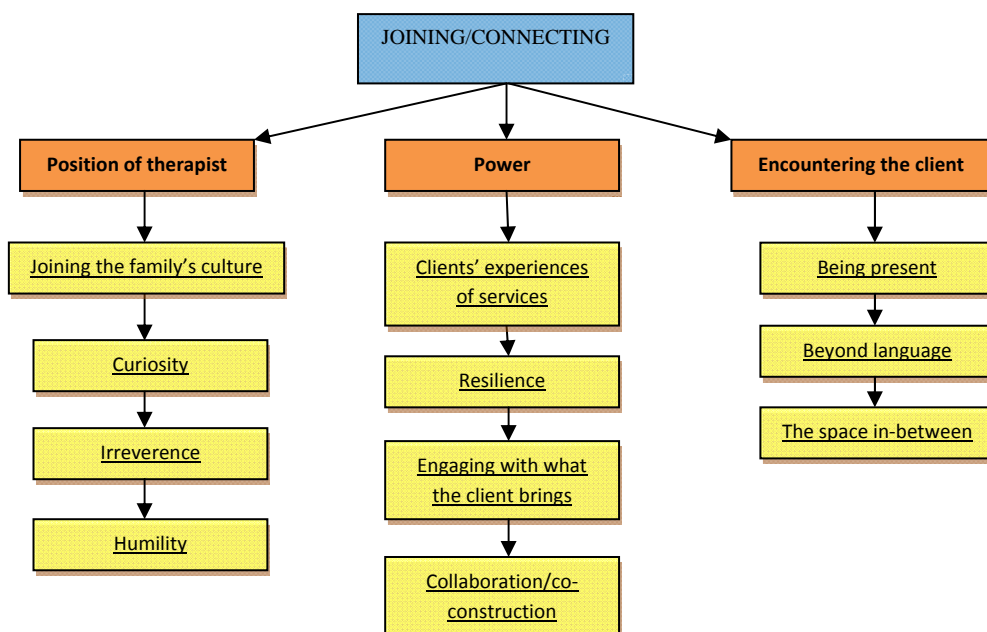 JOINING/CONNECTING
Position of therapist
Joining the family’s culture
Curiosity
Irreverence
Humility
Power
Clients’ experiences
of services
Resilience
Engaging with what
the client brings
Collaboration/co-
construction
Encountering the client
Being present
Beyond language
The space in-between